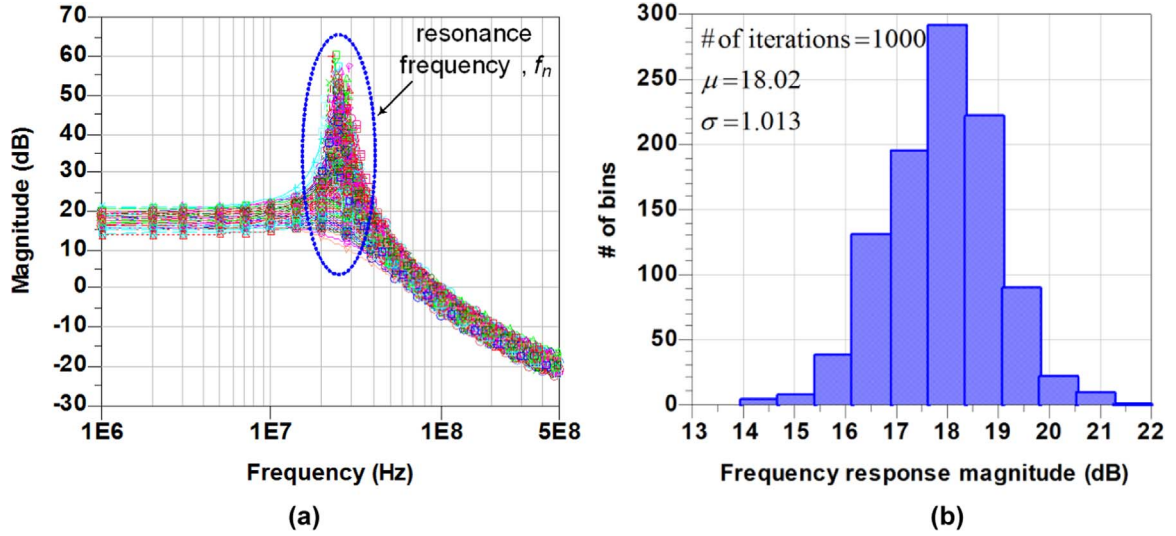 70
60
50
40
30
20
10
0
-10
-20
-30
Magnitude (dB)
resonance
frequency , fn
1E6
1E7
1E8
5E8
Frequency (Hz)
(a)
300
250
200
150
100
50
0
# of bins
# of iterations=1000
μ=18.02
σ=1.013
13
14
15
16
17
18
19
20
21
22
Frequency response magnitude (dB)
(b)